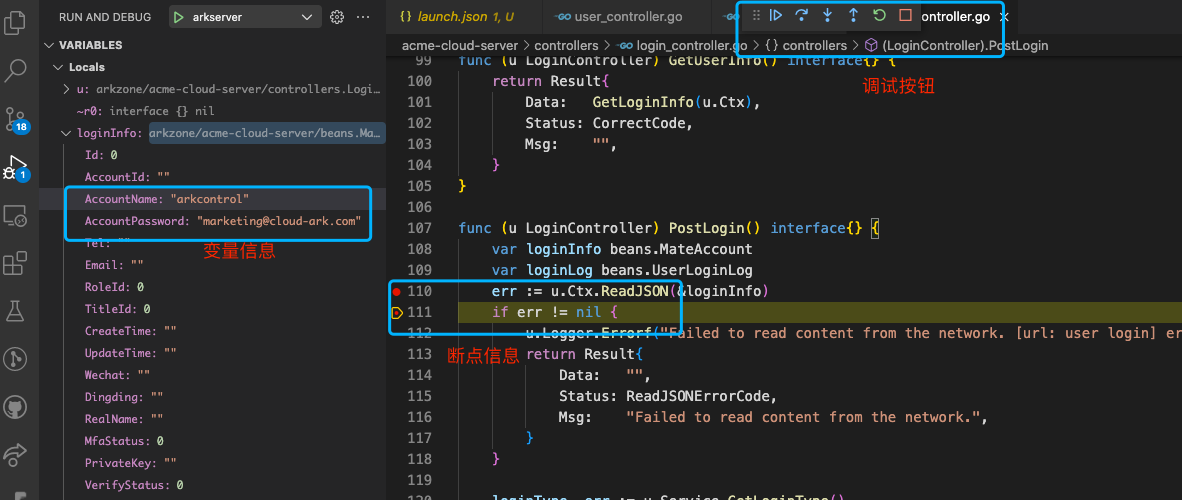 RUN AND DEBUG
arkserver
launch.json 1, U
user_controller.go
ontroller.go
VARIABLES
Locals
u: arkzone/acme-cloud-server/controllers.Logi…
~r0: interface {} nil
loginInfo: arkzone/acme-cloud-server/beans.Ma…
Id: 0
AccountId: ""
AccountName: "arkcontrol"
AccountPassword: "marketing@cloud-ark.com"
Tel: ""
变量信息
Email: ""
RoleId: 0
TitleId: 0
CreateTime: ""
UpdateTime: ""
Wechat: ""
Dingding: ""
RealName: ""
MfaStatus: 0
PrivateKey: ""
VerifyStatus: 0
18
1
acme-cloud-server > controllers > login_controller.go > {} controllers > (LoginController).PostLogin
调试按钮
99 func (u LoginController) GetUserInfo() interface{} {
100 return Result{
101 Data: GetLoginInfo(u.Ctx),
102 Status: CorrectCode,
103 Msg: "",
104 }
105 }
106
107 func (u LoginController) PostLogin() interface{} {
108 var loginInfo beans.MateAccount
109 var loginLog beans.UserLoginLog
110 err := u.Ctx.ReadJSON(&loginInfo)
111 if err != nil {
112 u.Logger.Errorf("Failed to read content from the network. [url: user login] er
断点信息
113 return Result{
114 Data: "",
115 Status: ReadJSONErrorCode,
116 Msg: "Failed to read content from the network.",
117 }
118 }
119
120 loginType, err := u.Service.GetLoginType()